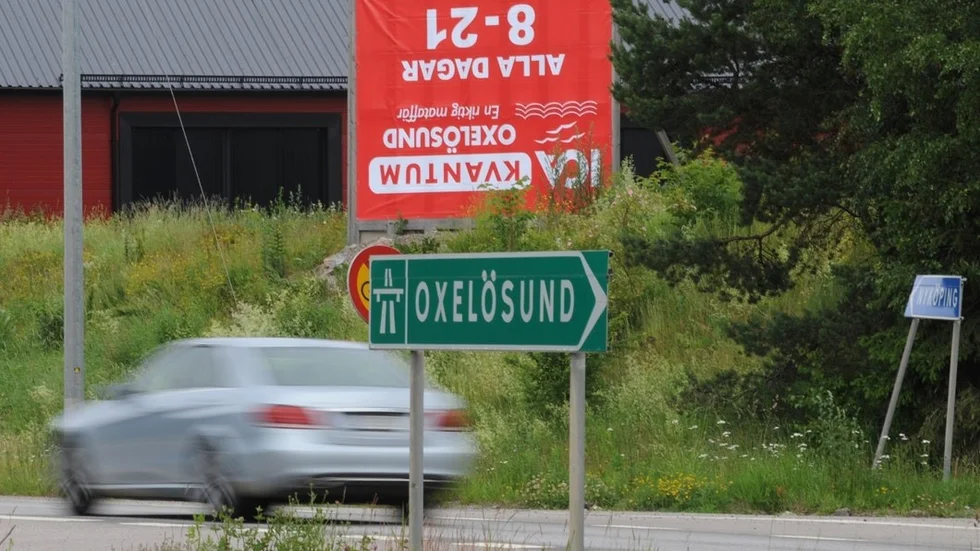 ICA KVANTUM
OXELÖSUND
En riktig mataffär
ALLA DAGAR
8 - 21
OXELÖSUND
NYKÖPING